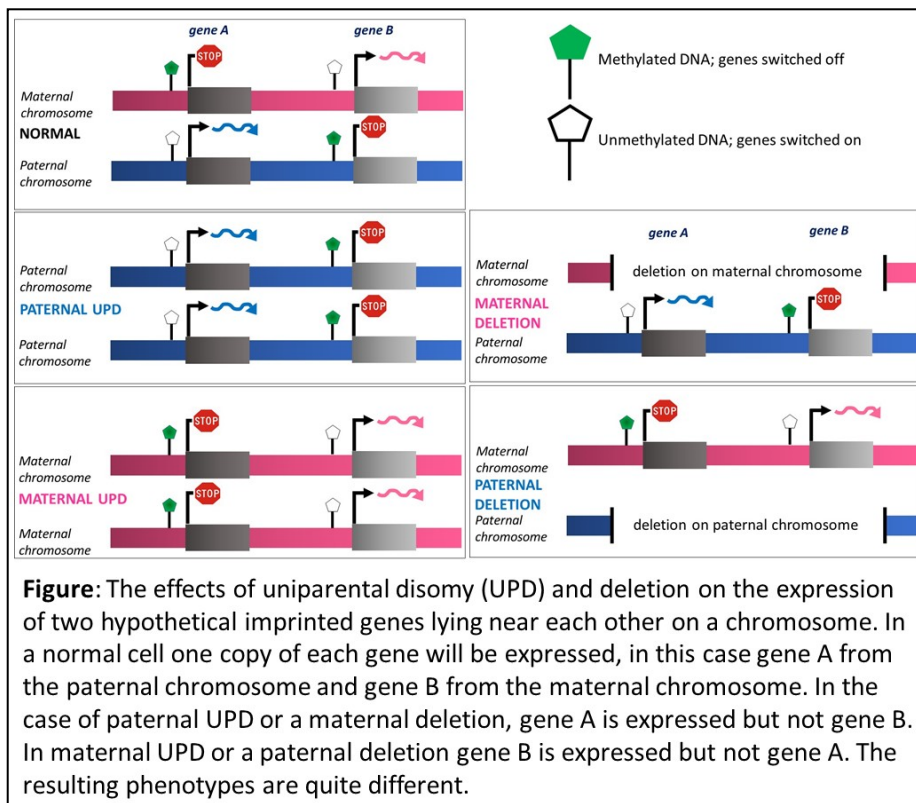 gene A gene B
STOP
Maternal
chromosome
NORMAL
STOP
Paternal
chromosome
Methylated DNA; genes switched off
Unmethylated DNA; genes switched on
STOP
Paternal
chromosome
PATERNAL UPD
STOP
Paternal
chromosome
STOP
Maternal
chromosome
MATERNAL UPD
STOP
Maternal
chromosome
gene A gene B
Maternal
chromosome
deletion on maternal chromosome
MATERNAL
DELETION
STOP
Paternal
chromosome
STOP
Maternal
chromosome
PATERNAL
DELETION
Paternal
chromosome
deletion on paternal chromosome
Figure: The effects of uniparental disomy (UPD) and deletion on the expression
of two hypothetical imprinted genes lying near each other on a chromosome. In
a normal cell one copy of each gene will be expressed, in this case gene A from
the paternal chromosome and gene B from the maternal chromosome. In the
case of paternal UPD or a maternal deletion, gene A is expressed but not gene B.
In maternal UPD or a paternal deletion gene B is expressed but not gene A. The
resulting phenotypes are quite different.